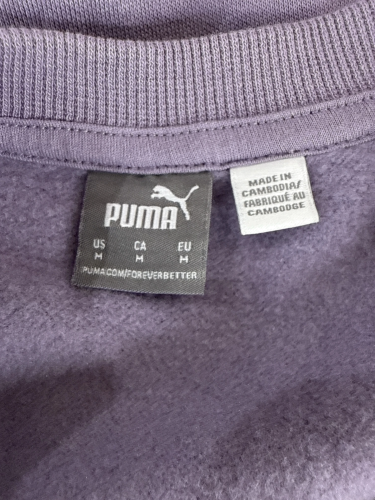 PUMA
US CA EU
M M M
PUMA.COM/FOREVERBETTER
MADE IN
CAMBODIA/
FABRIQUÉ AU
CAMBODGE